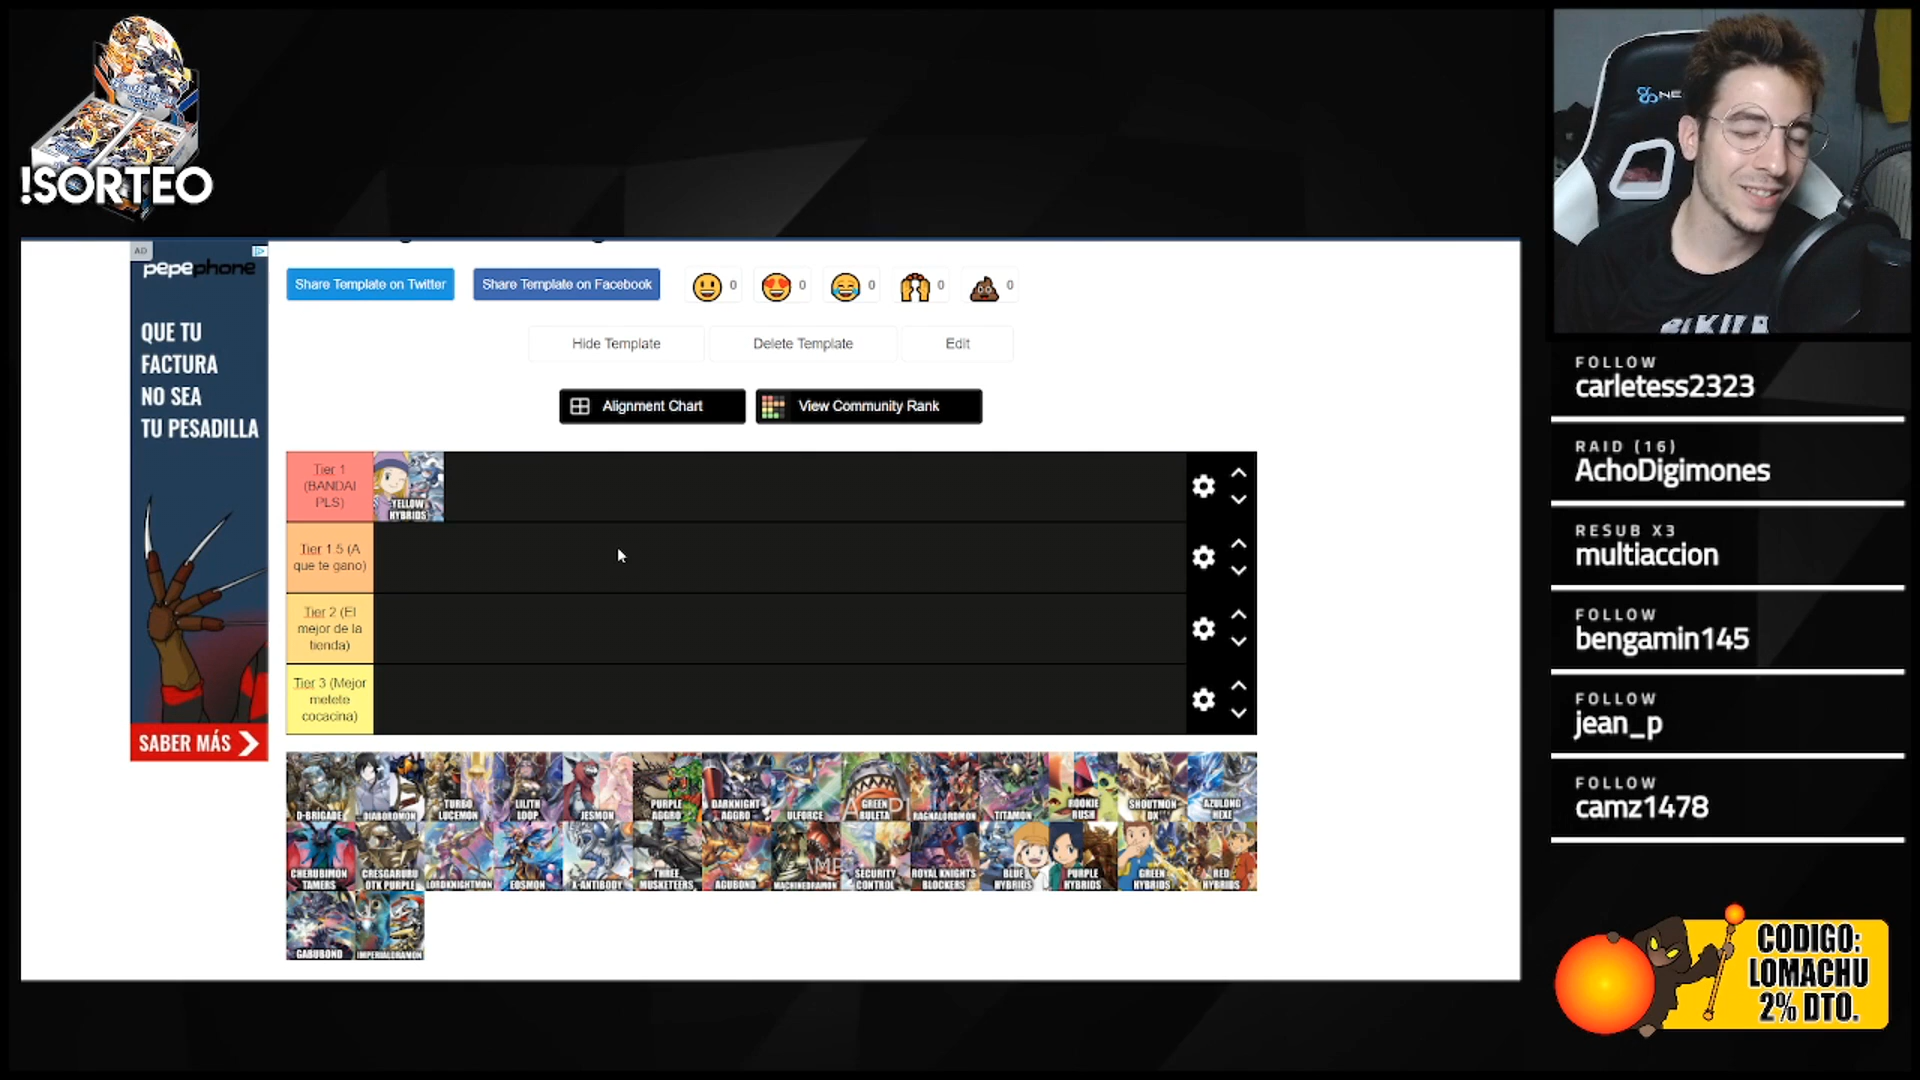 !SORTEO
AD
pepephone
QUE TU
FACTURA
NO SEA
TU PESADILLA
SABER MÁS
Share Template on Twitter
Share Template on Facebook
0
0
0
0
0
Hide Template
Delete Template
Edit
Alignment Chart
View Community Rank
Tier 1
(BANDAI
PLS)
YELLOW
HYBRIDS
Tier 1.5 (A
que te gano)
Tier 2 (El
mejor de la
tienda)
Tier 3 (Mejor
metete
cocacina)
D-BRIGADE
DIABOROMON
TURBO
LUCEMON
LILITH
LOOP
JESMON
PURPLE
AGGRO
DARKNIGHT
AGGRO
ULFORCE
GREEN
RULETA
RAGNALORDMON
TITAMON
ROOKIE
RUSH
SHOUTMON
DX
AZULONG
HEXE
CHERUBIMON
TAMERS
CRESGARURU
OTK PURPLE
LORDKNIGHTMON
EOSMON
X-ANTIBODY
THREE
MUSKETEERS
AGUBOND
MACHINEDRAMON
SECURITY
CONTROL
ROYAL KNIGHTS
BLOCKERS
BLUE
HYBRIDS
PURPLE
HYBRIDS
GREEN
HYBRIDS
RED
HYBRIDS
GABUBOND
IMPERIALDRAMON
FOLLOW
carletess2323
RAID (16)
AchoDigimones
RESUB X3
multiaccion
FOLLOW
bengamin145
FOLLOW
jean_p
FOLLOW
camz1478
CODIGO:
LOMACHU
2% DTO.